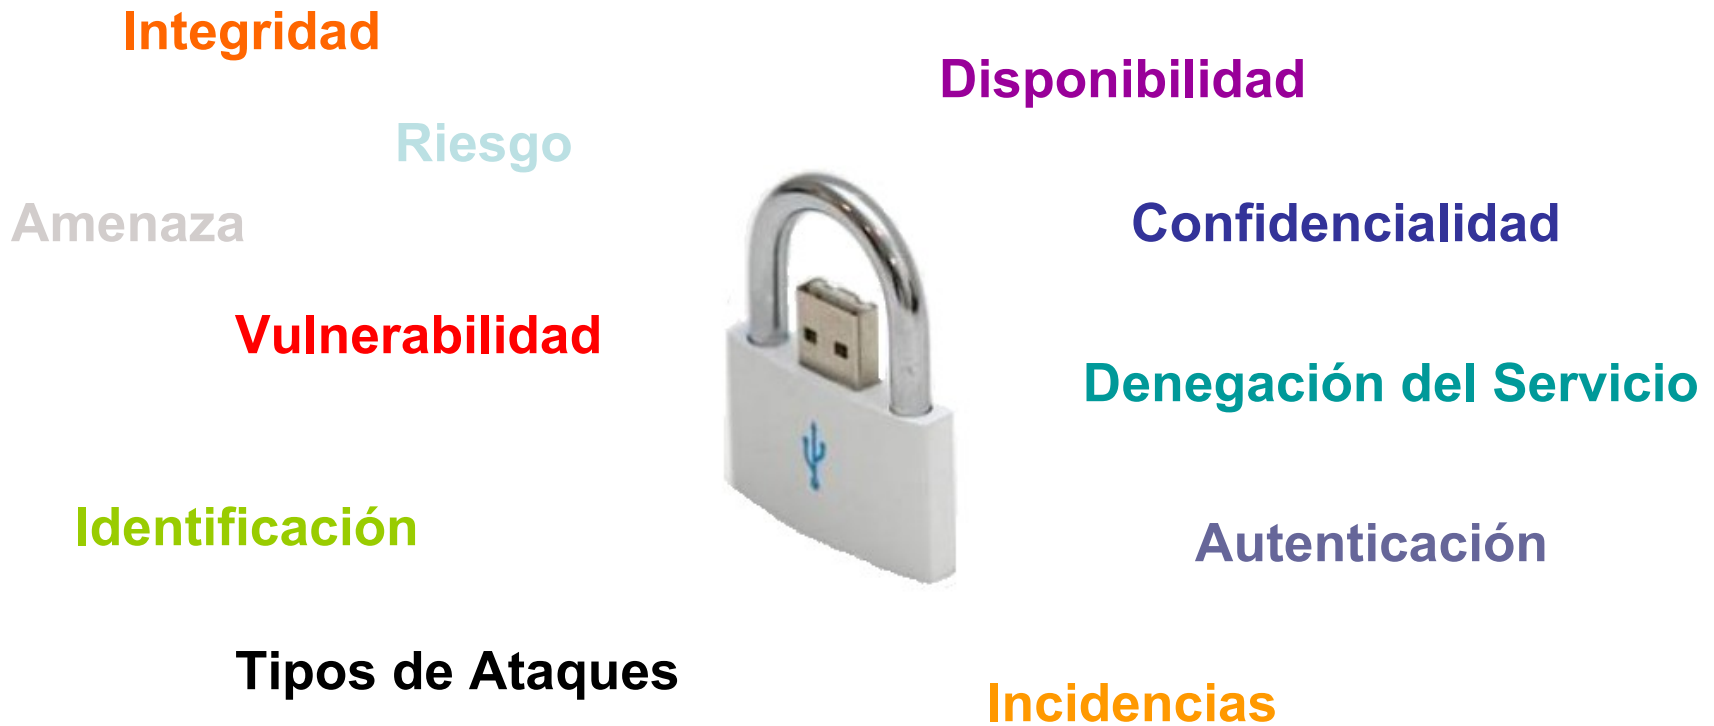 Integridad
Disponibilidad
Riesgo
Amenaza
Confidencialidad
Vulnerabilidad
Denegación del Servicio
Identificación
Autenticación
Tipos de Ataques
Incidencias